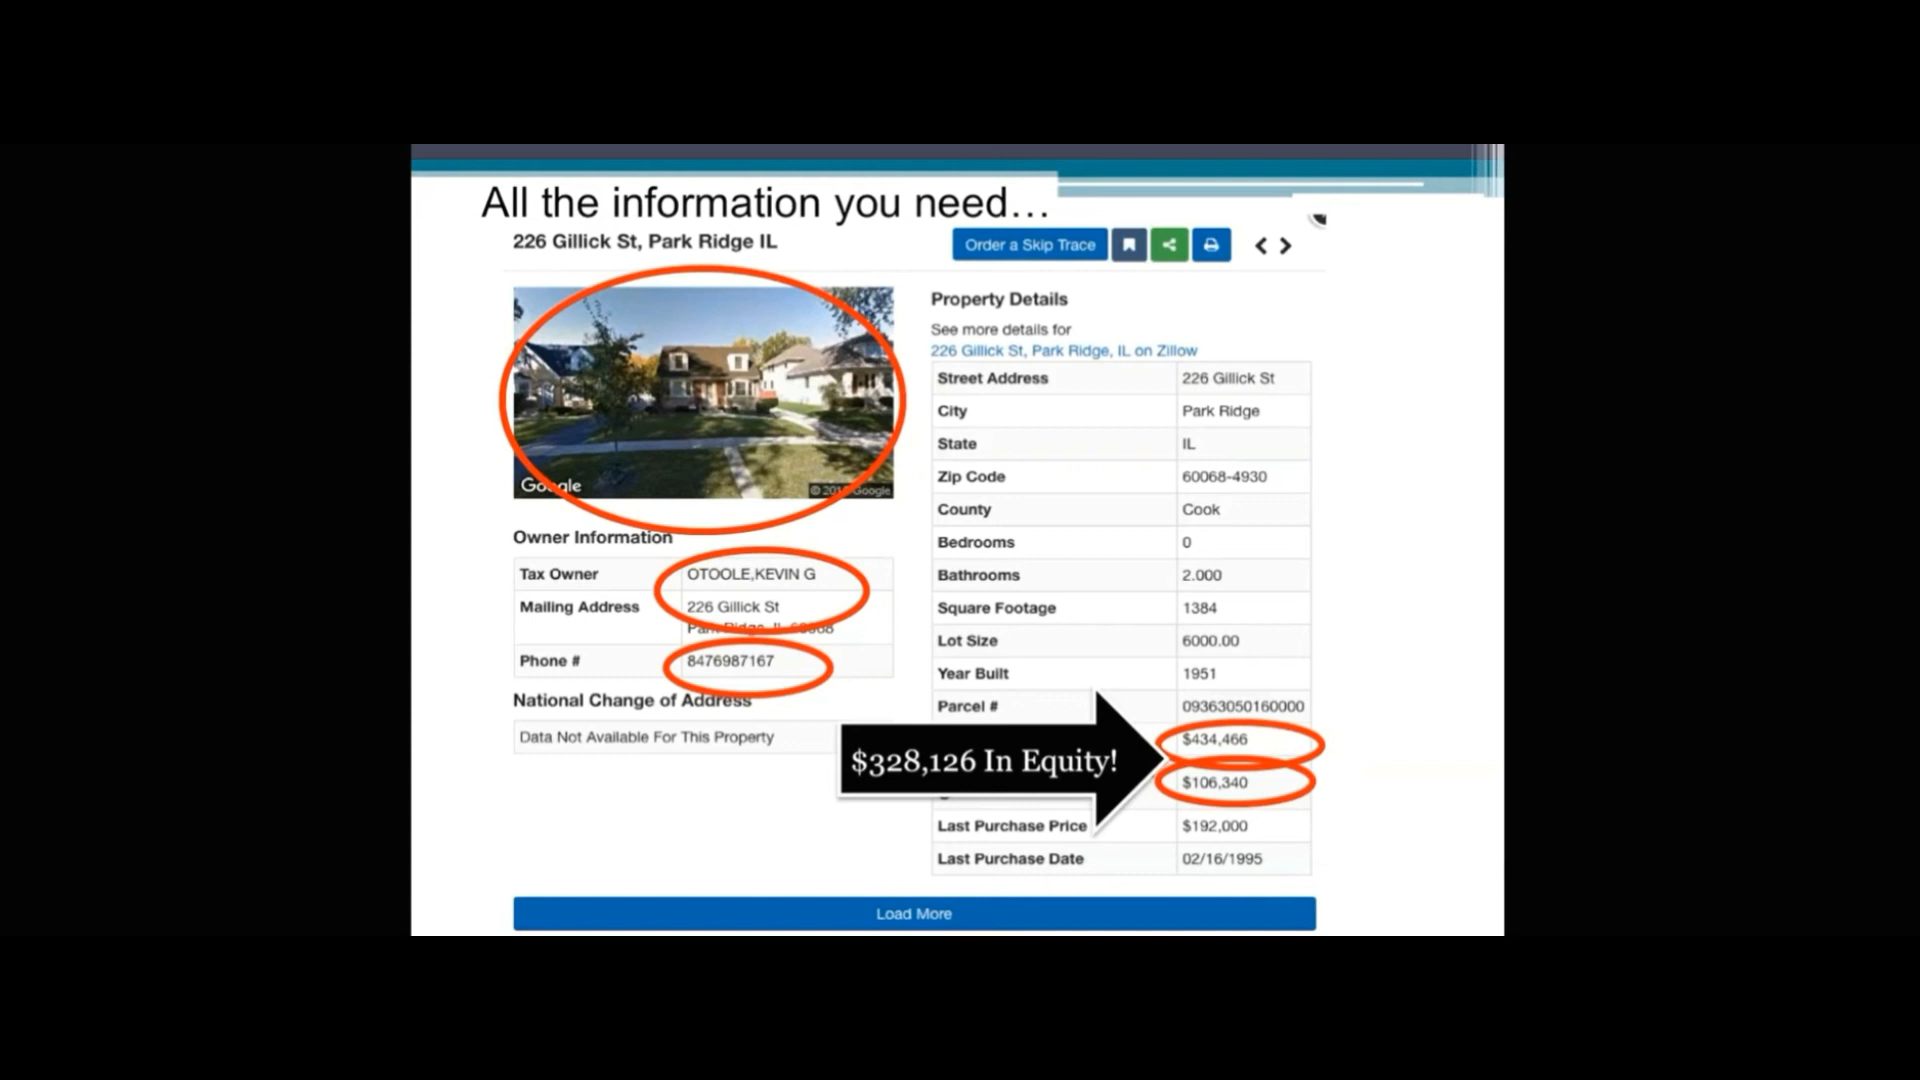 All the information you need...
226 Gillick St, Park Ridge IL
Order a Skip Trace
Google
Google
Owner Information
Tax Owner OTOOLE,KEVIN G
Mailing Address 226 Gillick St
Park Ridge, IL 60068
Phone # 8476987167
National Change of Address
Data Not Available For This Property
Property Details
See more details for
226 Gillick St, Park Ridge, IL on Zillow
Street Address 226 Gillick St
City Park Ridge
State IL
Zip Code 60068-4930
County Cook
Bedrooms 0
Bathrooms 2.000
Square Footage 1384
Lot Size 6000.00
Year Built 1951
Parcel # 09363050160000
$434,466
$328,126 In Equity!
$106,340
Last Purchase Price $192,000
Last Purchase Date 02/16/1995
Load More